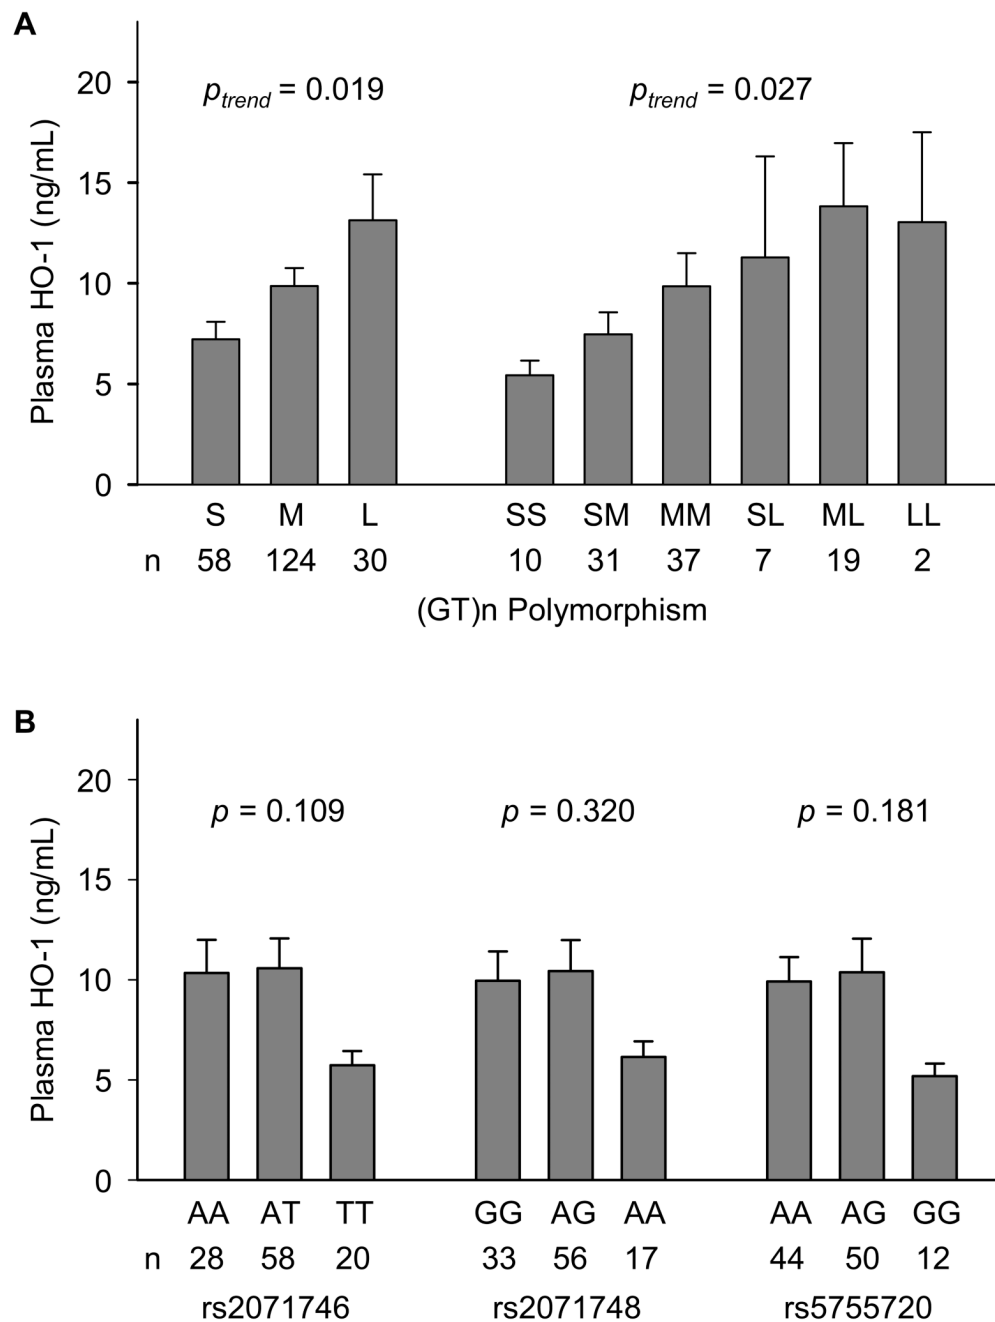 A
20
15
10
5
0
Plasma HO-1 (ng/mL)
ptrend = 0.019
ptrend = 0.027
S M L SS SM MM SL ML LL
n 58 124 30 10 31 37 7 19 2
(GT)n Polymorphism
B
20
15
10
5
0
Plasma HO-1 (ng/mL)
p = 0.109
p = 0.320
p = 0.181
AA AT TT GG AG AA AA AG GG
n 28 58 20 33 56 17 44 50 12
rs2071746 rs2071748 rs5755720